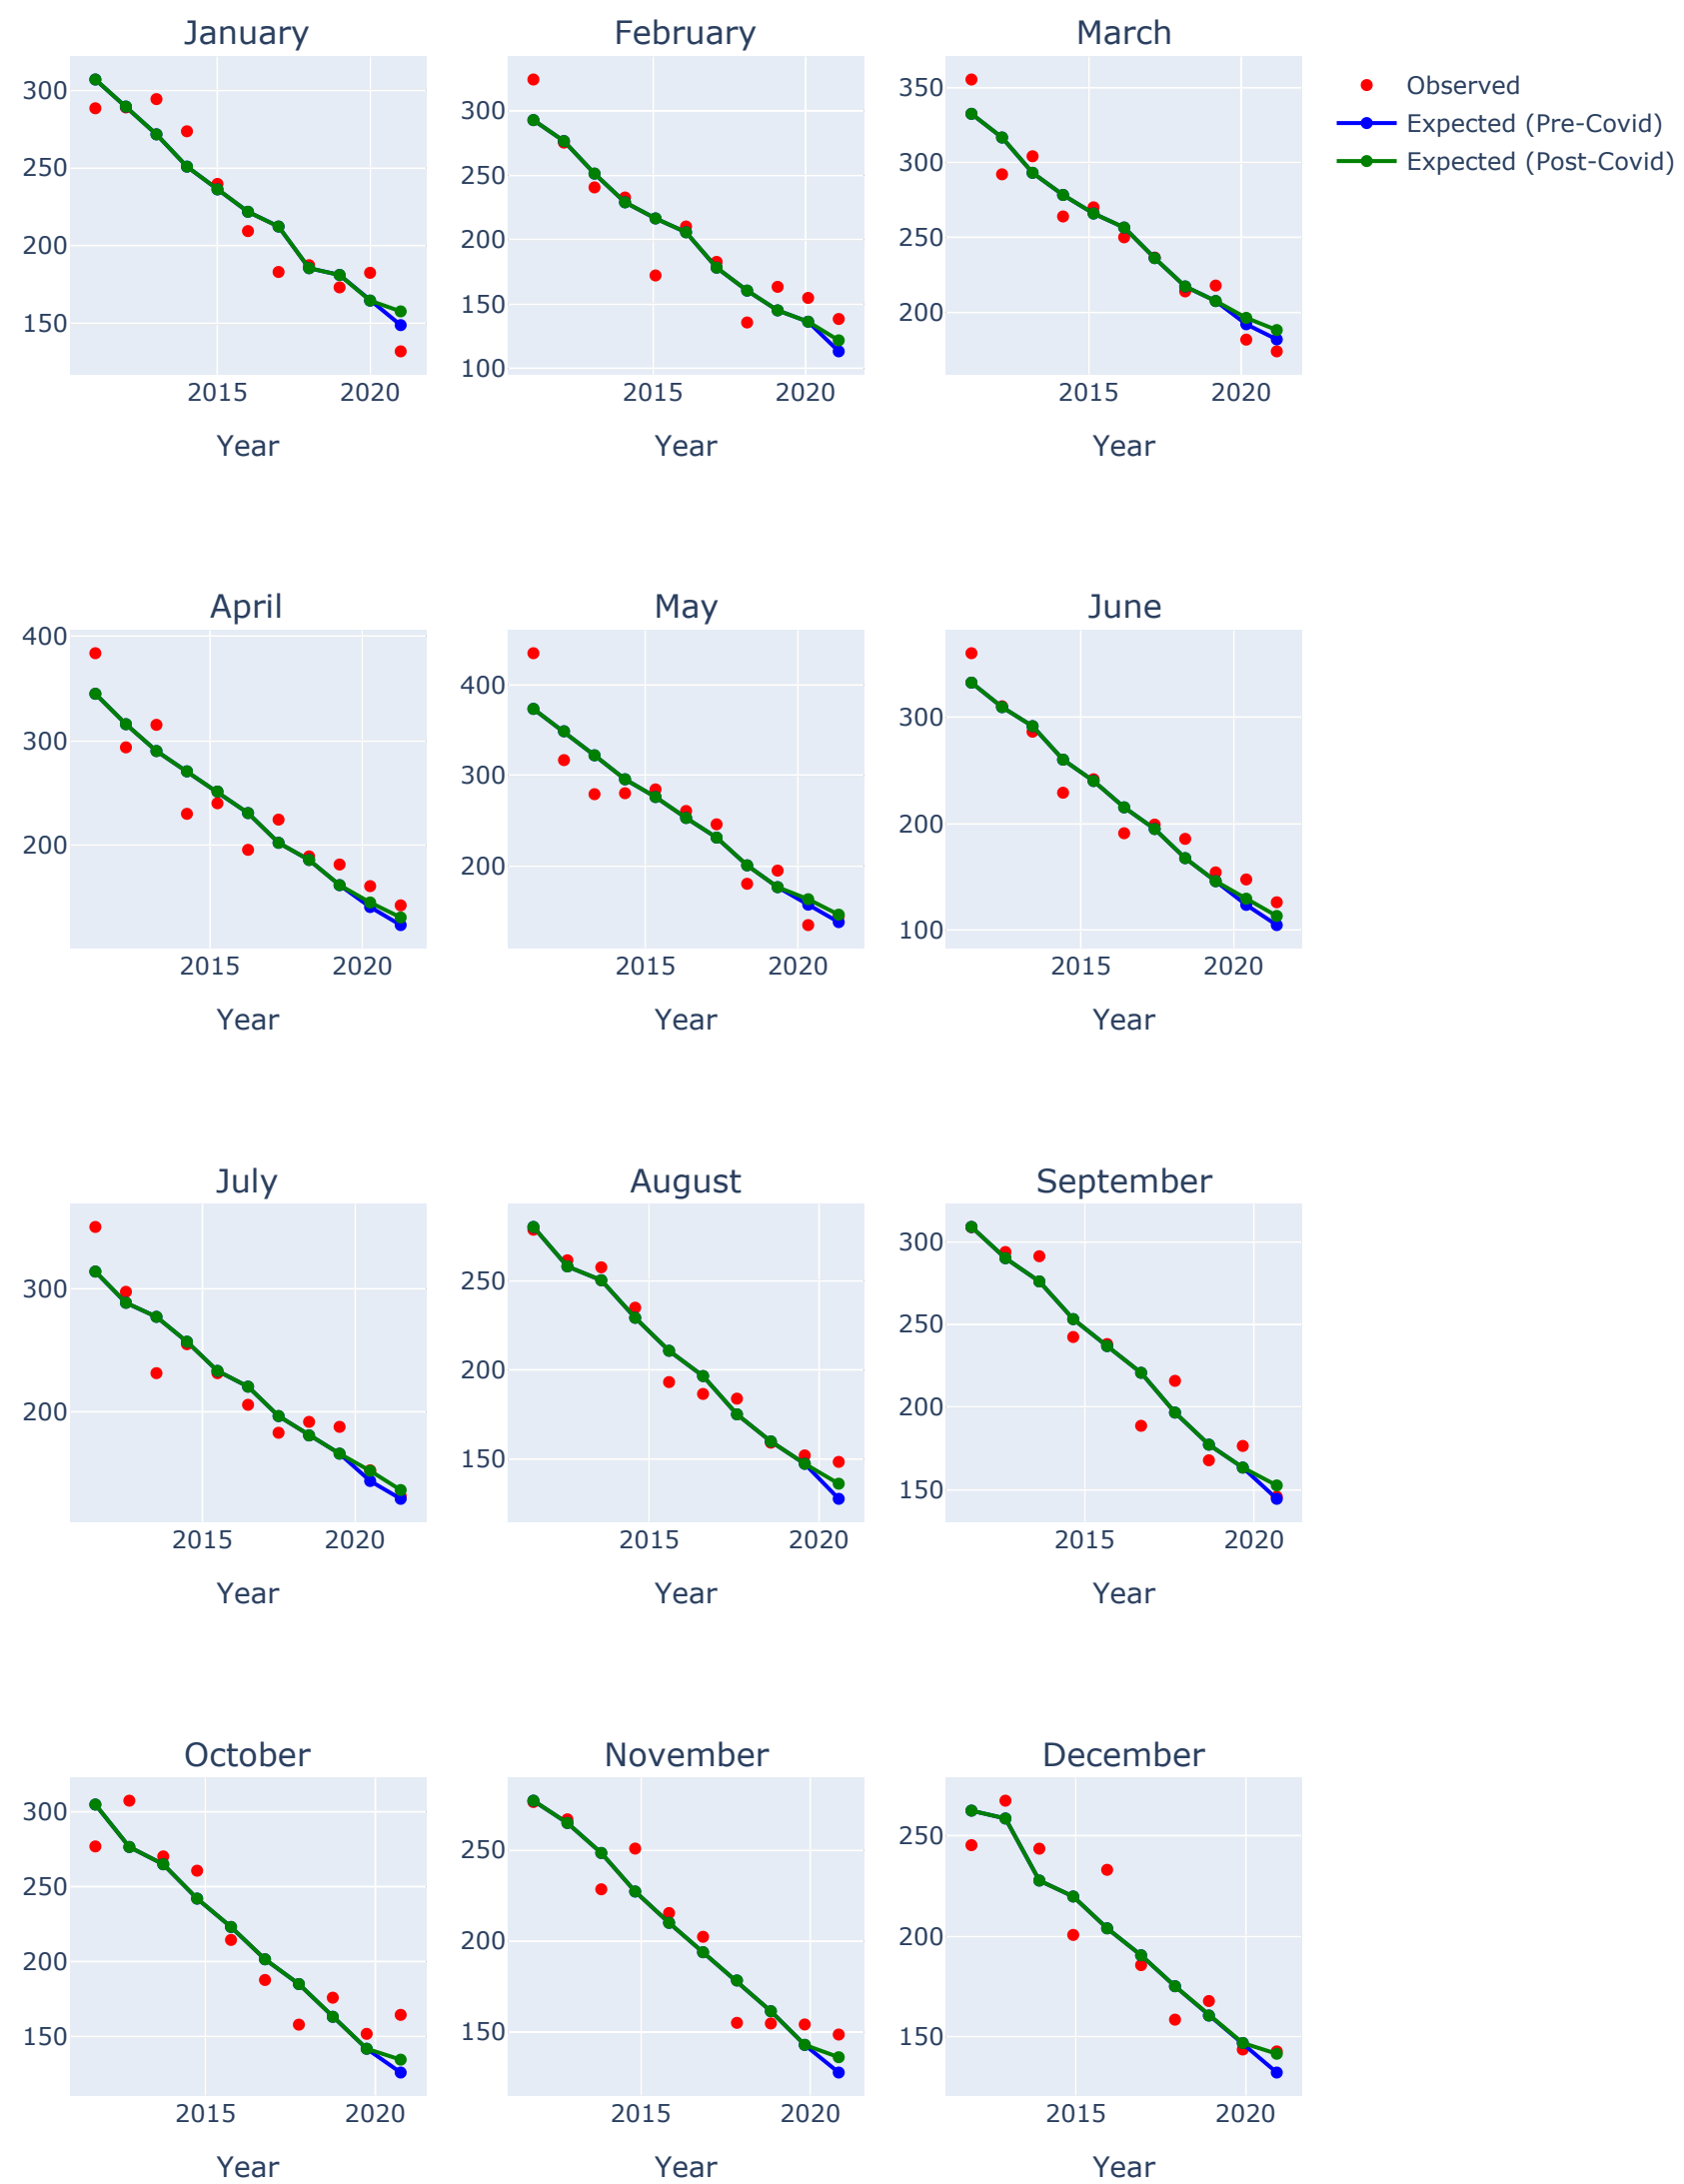 January February March
300
250
200
150
2015 2020
Year
300
250
200
150
100
2015 2020
Year
350
300
250
200
2015 2020
Year
Observed
Expected (Pre-Covid)
Expected (Post-Covid)
April May June
400
300
200
2015 2020
Year
400
300
200
2015 2020
Year
300
200
100
2015 2020
Year
July August September
300
200
2015 2020
Year
250
200
150
2015 2020
Year
300
250
200
150
2015 2020
Year
October November December
300
250
200
150
2015 2020
Year
250
200
150
2015 2020
Year
250
200
150
2015 2020
Year